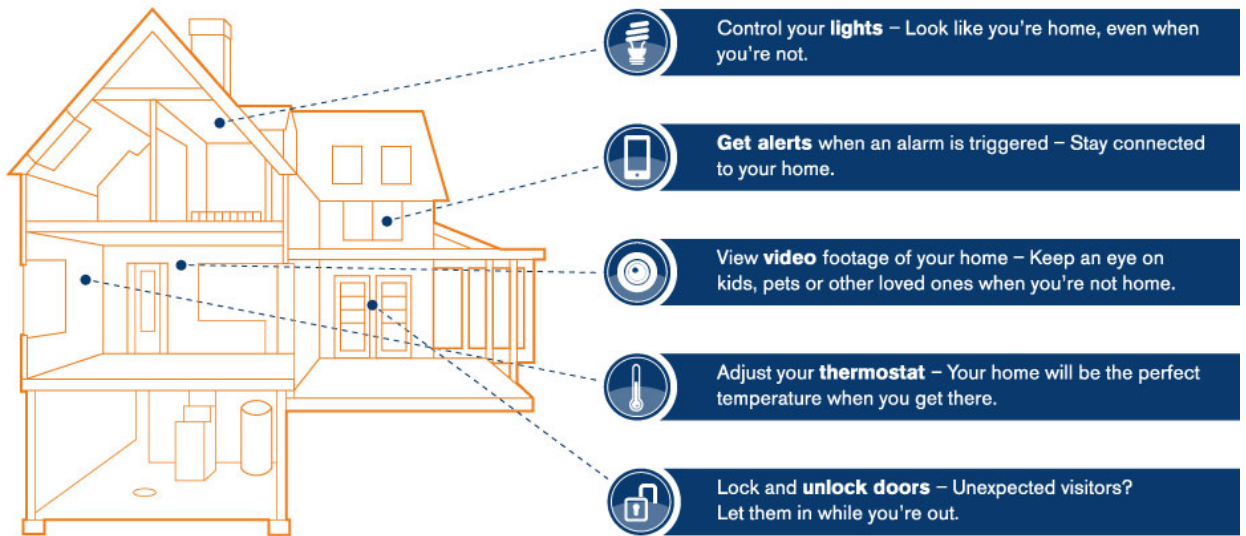 Control your lights – Look like you're home, even when
you're not.
Get alerts when an alarm is triggered – Stay connected
to your home.
View video footage of your home – Keep an eye on
kids, pets or other loved ones when you're not home.
Adjust your thermostat – Your home will be the perfect
temperature when you get there.
Lock and unlock doors – Unexpected visitors?
Let them in while you're out.